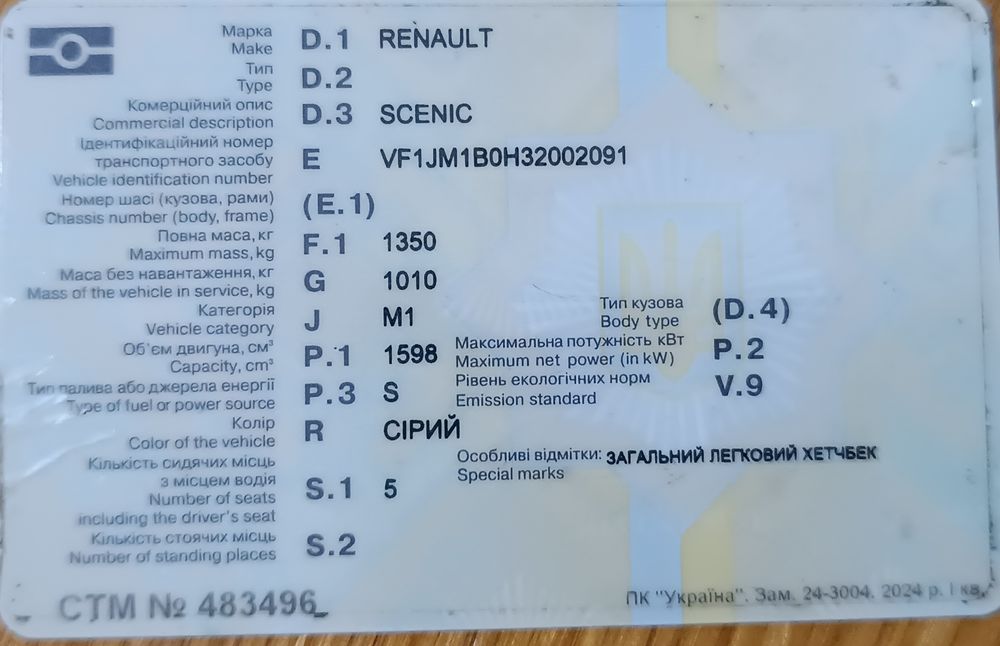 Марка
Make D.1 RENAULT
Тип
Type D.2
Комерційний опис
Commercial description D.3 SCENIC
Ідентифікаційний номер
транспортного засобу E VF1JM1B0H32002091
Vehicle identification number
Номер шасі (кузова, рами)
Chassis number (body, frame) (E.1)
Повна маса, кг
Maximum mass, kg F.1 1350
Маса без навантаження, кг
Mass of the vehicle in service, kg G 1010
Категорія
Vehicle category J M1
Тип кузова
Body type (D.4)
Об'єм двигуна, см³
Capacity, cm³ P.1 1598
Максимальна потужність кВт
Maximum net power (in kW) P.2
Тип палива або джерела енергії
Type of fuel or power source P.3 S
Рівень екологічних норм
Emission standard V.9
Колір
Color of the vehicle R СІРИЙ
Особливі відмітки: ЗАГАЛЬНИЙ ЛЕГКОВИЙ ХЕТЧБЕК
Special marks
Кількість сидячих місць
з місцем водія
Number of seats S.1 5
including the driver's seat
Кількість стоячих місць
Number of standing places S.2
СТМ № 483496
ПК "Україна". Зам. 24-3004. 2024 р. І кв.